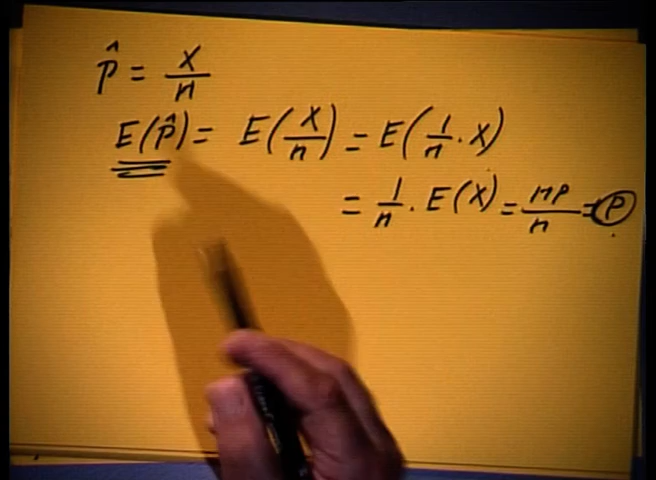 p̂ = X/n
E(p̂) = E(X/n) = E(1/n · X)
= 1/n · E(X) = np/n = p